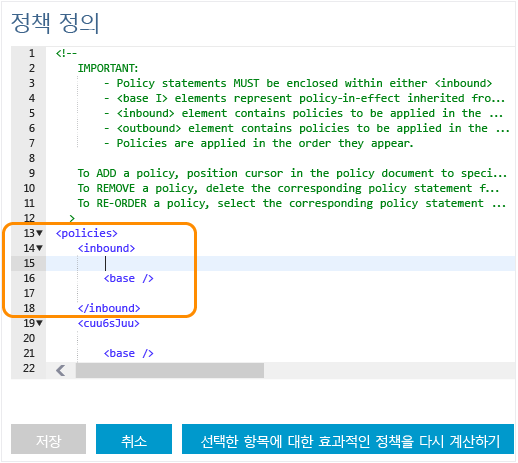 정책 정의
1 <!--
2 IMPORTANT:
3 - Policy statements MUST be enclosed within either <inbound>
4 - <base I> elements represent policy-in-effect inherited fro...
5 - <inbound> element contains policies to be applied in the ...
6 - <outbound> element contains policies to be applied in the ...
7 - Policies are applied in the order they appear.
8
9 To ADD a policy, position cursor in the policy document to speci...
10 To REMOVE a policy, delete the corresponding policy statement f...
11 To RE-ORDER a policy, select the corresponding policy statement ...
12 >
13 <policies>
14 <inbound>
15
16 <base />
17
18 </inbound>
19 <cuu6sJuu>
20
21 <base />
22
저장 취소 선택한 항목에 대한 효과적인 정책을 다시 계산하기